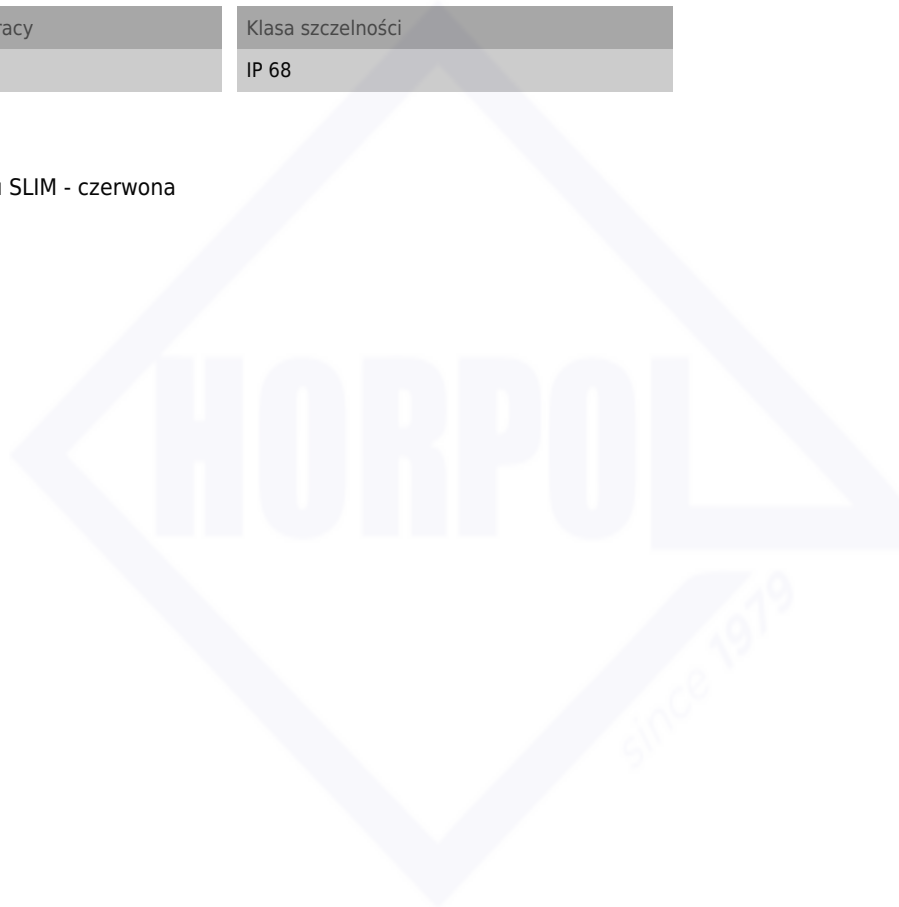 racy
Klasa szczelności
IP 68
SLIM - czerwona
HORPOL
since 1979